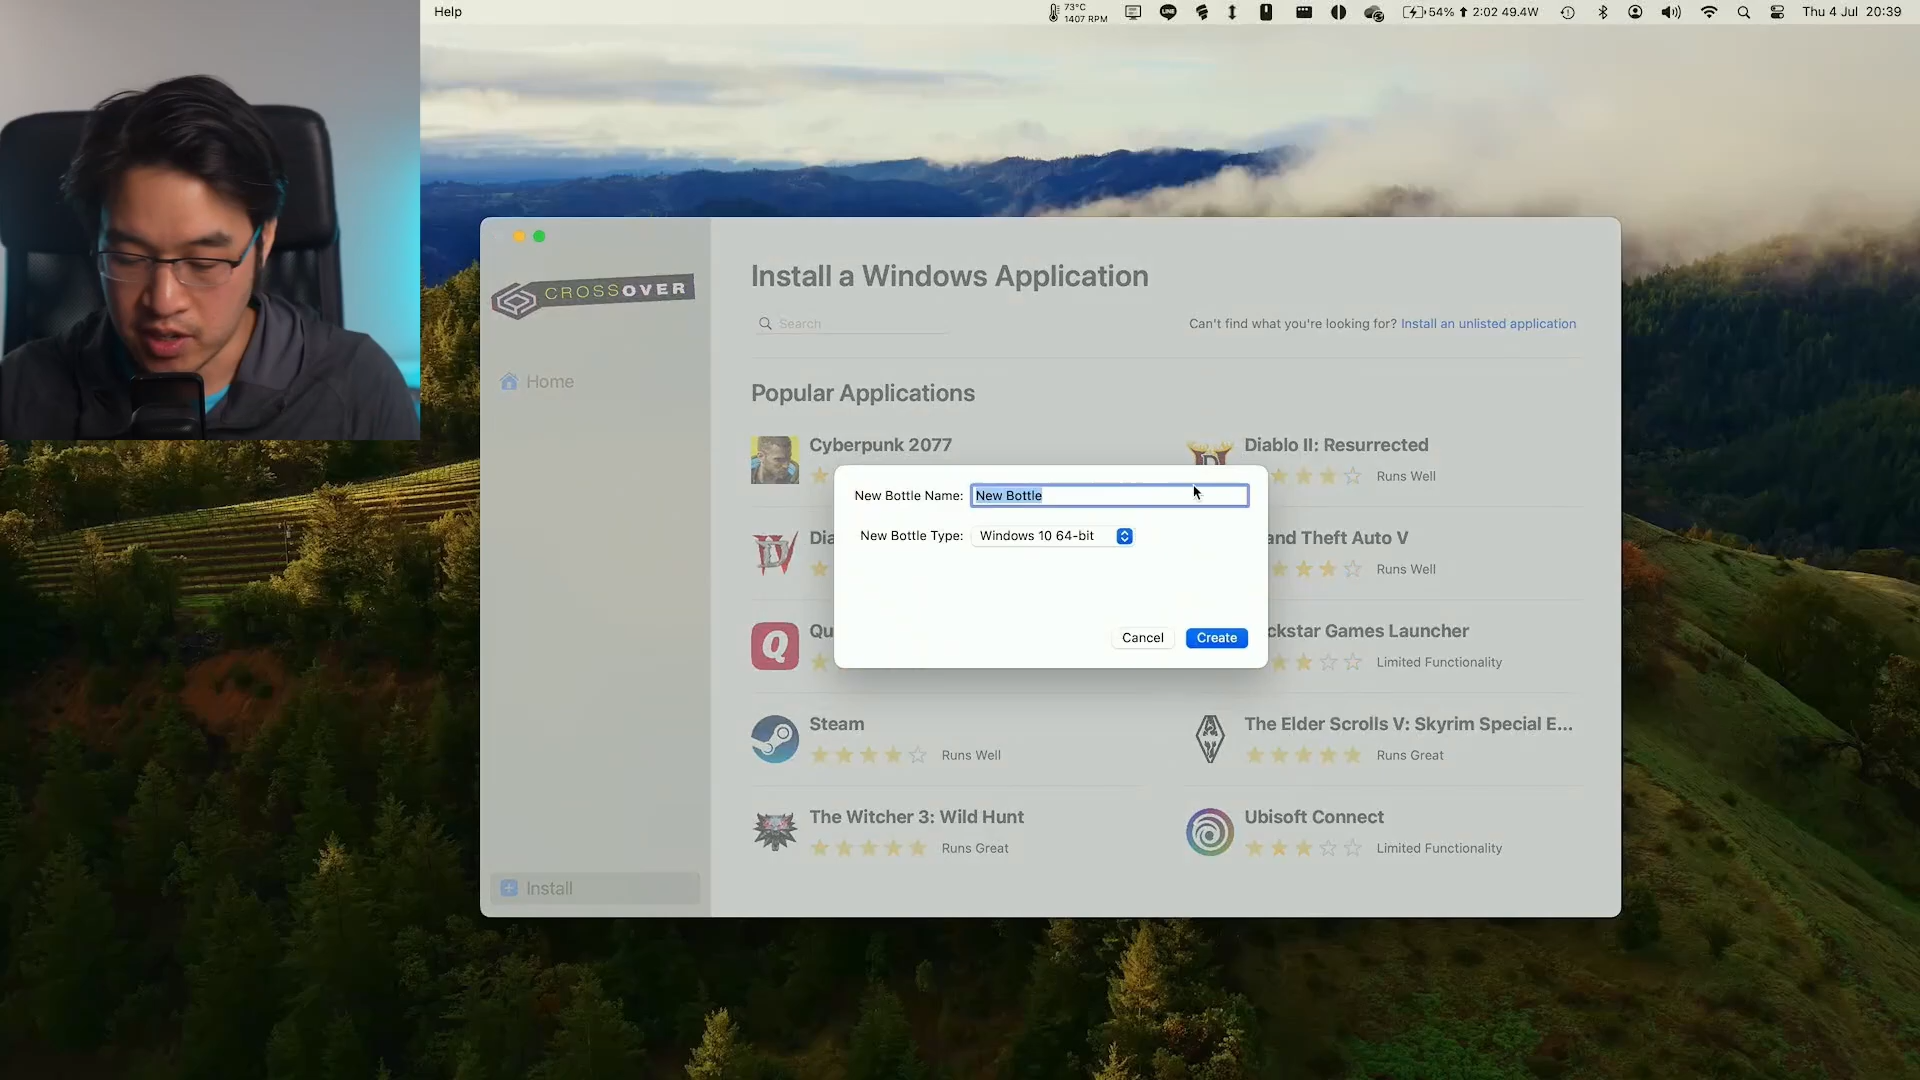 Help
73°C
1407 RPM
LINE
54% 2:02 49.4W
Thu 4 Jul 20:39
CROSSOVER
Home
Install
Install a Windows Application
Search
Can't find what you're looking for? Install an unlisted application
Popular Applications
Cyberpunk 2077
Diablo II: Resurrected
Runs Well
Dia
and Theft Auto V
Runs Well
Qu
ckstar Games Launcher
Limited Functionality
Steam
Runs Well
The Elder Scrolls V: Skyrim Special E...
Runs Great
The Witcher 3: Wild Hunt
Runs Great
Ubisoft Connect
Limited Functionality
New Bottle Name: New Bottle
New Bottle Type: Windows 10 64-bit
Cancel
Create